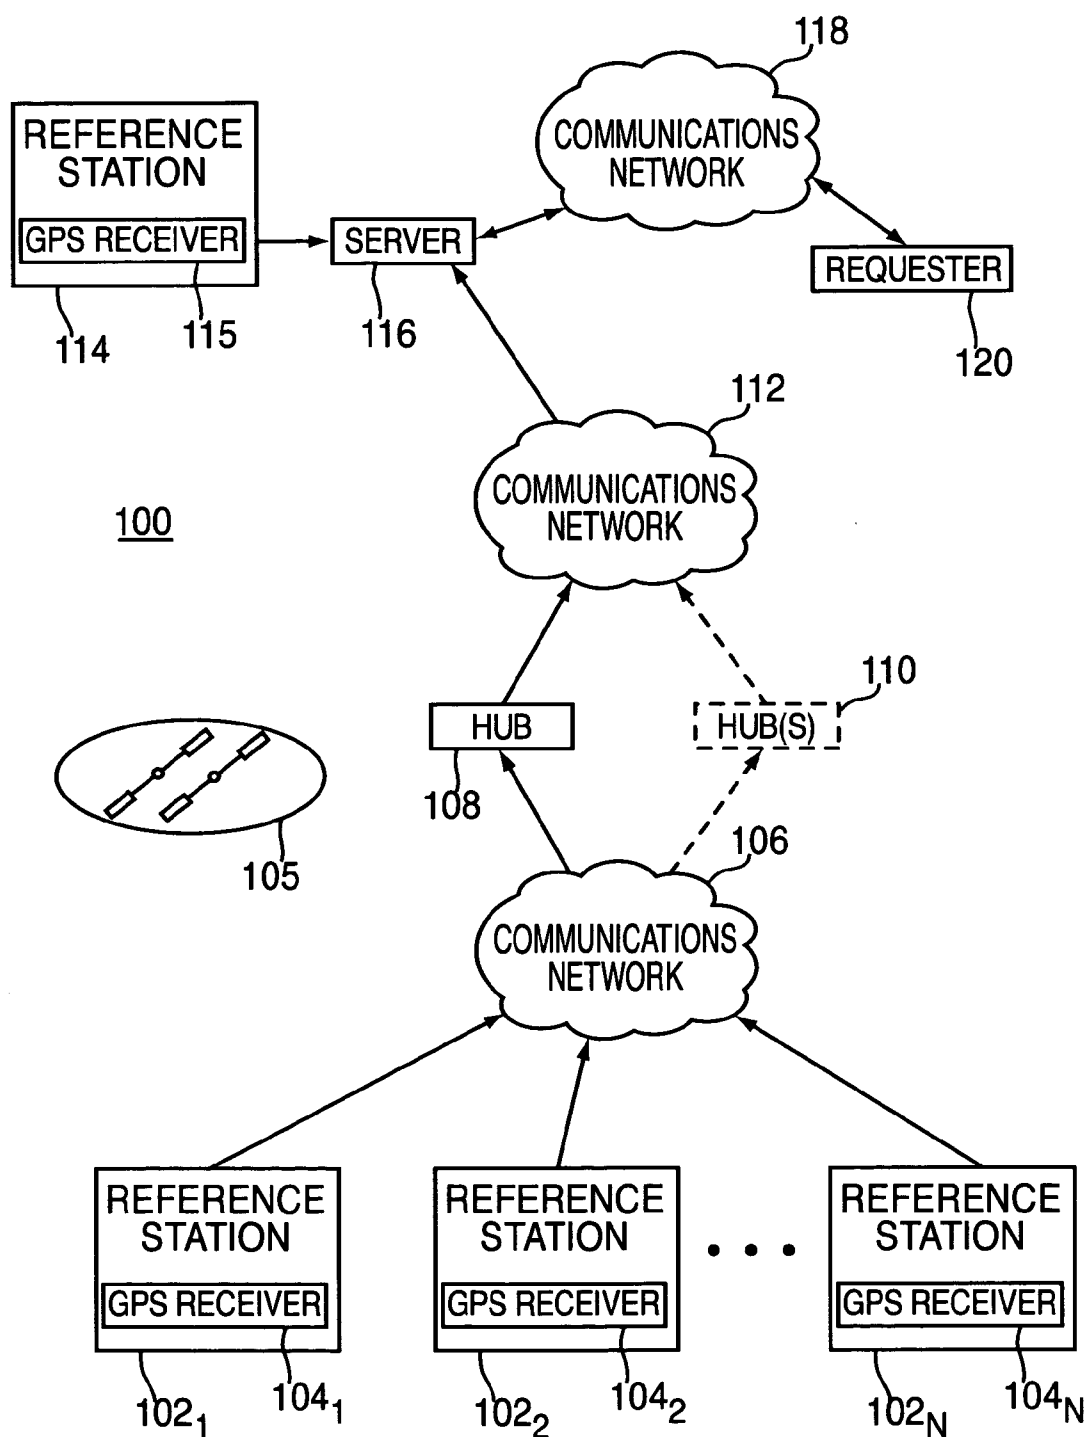 118
REFERENCE
STATION
GPS RECEIVER
COMMUNICATIONS
NETWORK
SERVER
REQUESTER
114
115
116
120
112
COMMUNICATIONS
NETWORK
100
110
HUB
HUB(S)
108
105
106
COMMUNICATIONS
NETWORK
REFERENCE
STATION
GPS RECEIVER
REFERENCE
STATION
GPS RECEIVER
REFERENCE
STATION
GPS RECEIVER
102₁
104₁
102₂
104₂
102N
104N